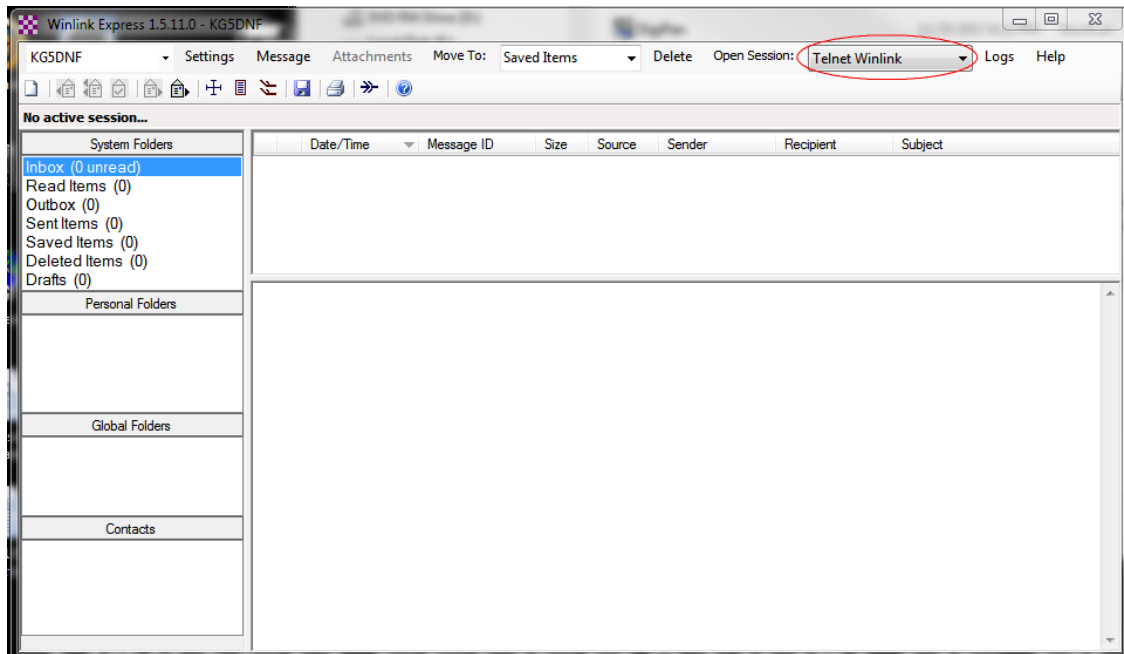 Winlink Express 1.5.11.0 - KG5DNF
KG5DNF Settings Message Attachments Move To: Saved Items Delete Open Session: Telnet Winlink Logs Help
No active session...
System Folders
Date/Time Message ID Size Source Sender Recipient Subject
Inbox (0 unread)
Read Items (0)
Outbox (0)
Sent Items (0)
Saved Items (0)
Deleted Items (0)
Drafts (0)
Personal Folders
Global Folders
Contacts